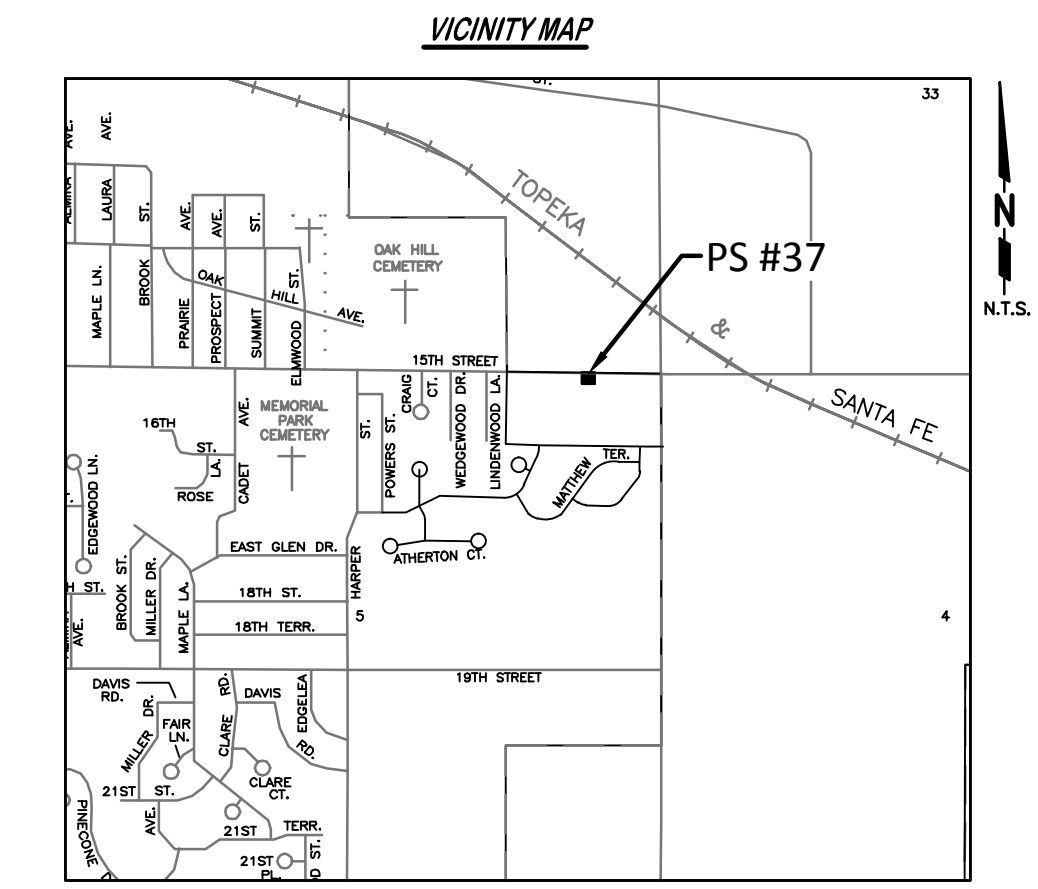 VICINITY MAP
33
N
N.T.S.
TOPEKA
&
SANTA FE
PS #37
AVE.
AVE.
ALMIRA
LAURA
ST.
AVE.
AVE.
ST.
OAK HILL
CEMETERY
MAPLE LN.
BROOK
PRAIRIE
PROSPECT
SUMMIT
ELMWOOD
ST.
OAK
HILL
AVE.
15TH STREET
MEMORIAL
PARK
CEMETERY
16TH
ST.
ROSE
LA.
CADET
AVE.
ST.
POWERS ST.
CRAIG
CT.
WEDGEWOOD DR.
LINDENWOOD LA.
MATTHEW
TER.
EDGEWOOD LN.
ATHERTON CT.
HARPER
EAST GLEN DR.
18TH ST.
18TH TERR.
BROOK ST.
MILLER DR.
MAPLE LA.
ST.
AVE.
5
4
19TH STREET
DAVIS
RD.
MILLER
DR.
FAIR
LN.
CLARE
RD.
DAVIS
RD.
EDGELEA
CLARE
CT.
21ST
ST.
AVE.
21ST
TERR.
21ST
PL.
ST.
PINECONE